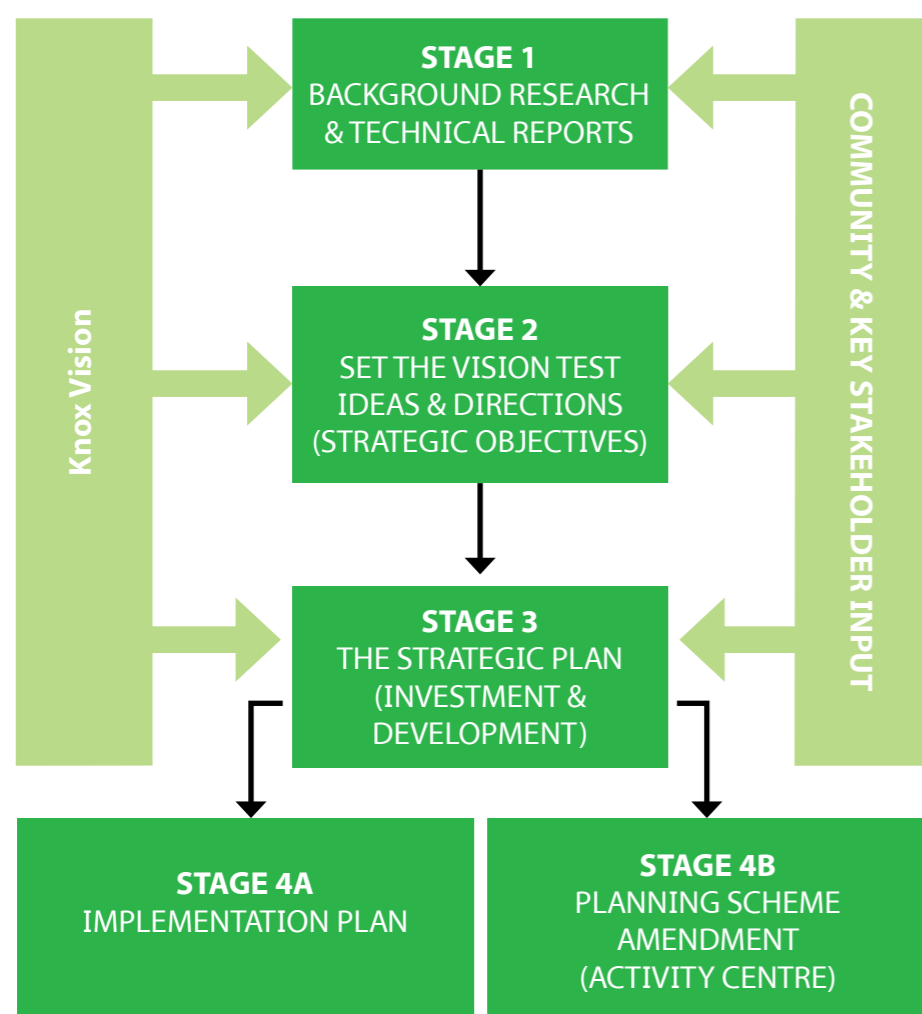 STAGE 1
BACKGROUND RESEARCH
& TECHNICAL REPORTS
Knox Vision
COMMUNITY & KEY STAKEHOLDER INPUT
STAGE 2
SET THE VISION TEST
IDEAS & DIRECTIONS
(STRATEGIC OBJECTIVES)
STAGE 3
THE STRATEGIC PLAN
(INVESTMENT &
DEVELOPMENT)
STAGE 4A
IMPLEMENTATION PLAN
STAGE 4B
PLANNING SCHEME
AMENDMENT
(ACTIVITY CENTRE)